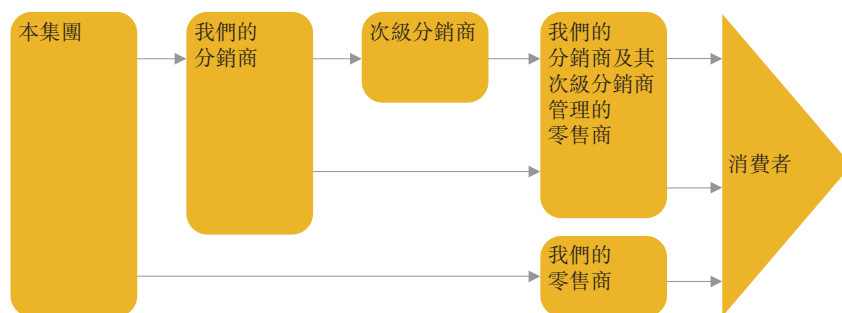 本集團
我們的
分銷商
次級分銷商
我們的
分銷商及其
次級分銷商
管理的
零售商
消費者
我們的
零售商